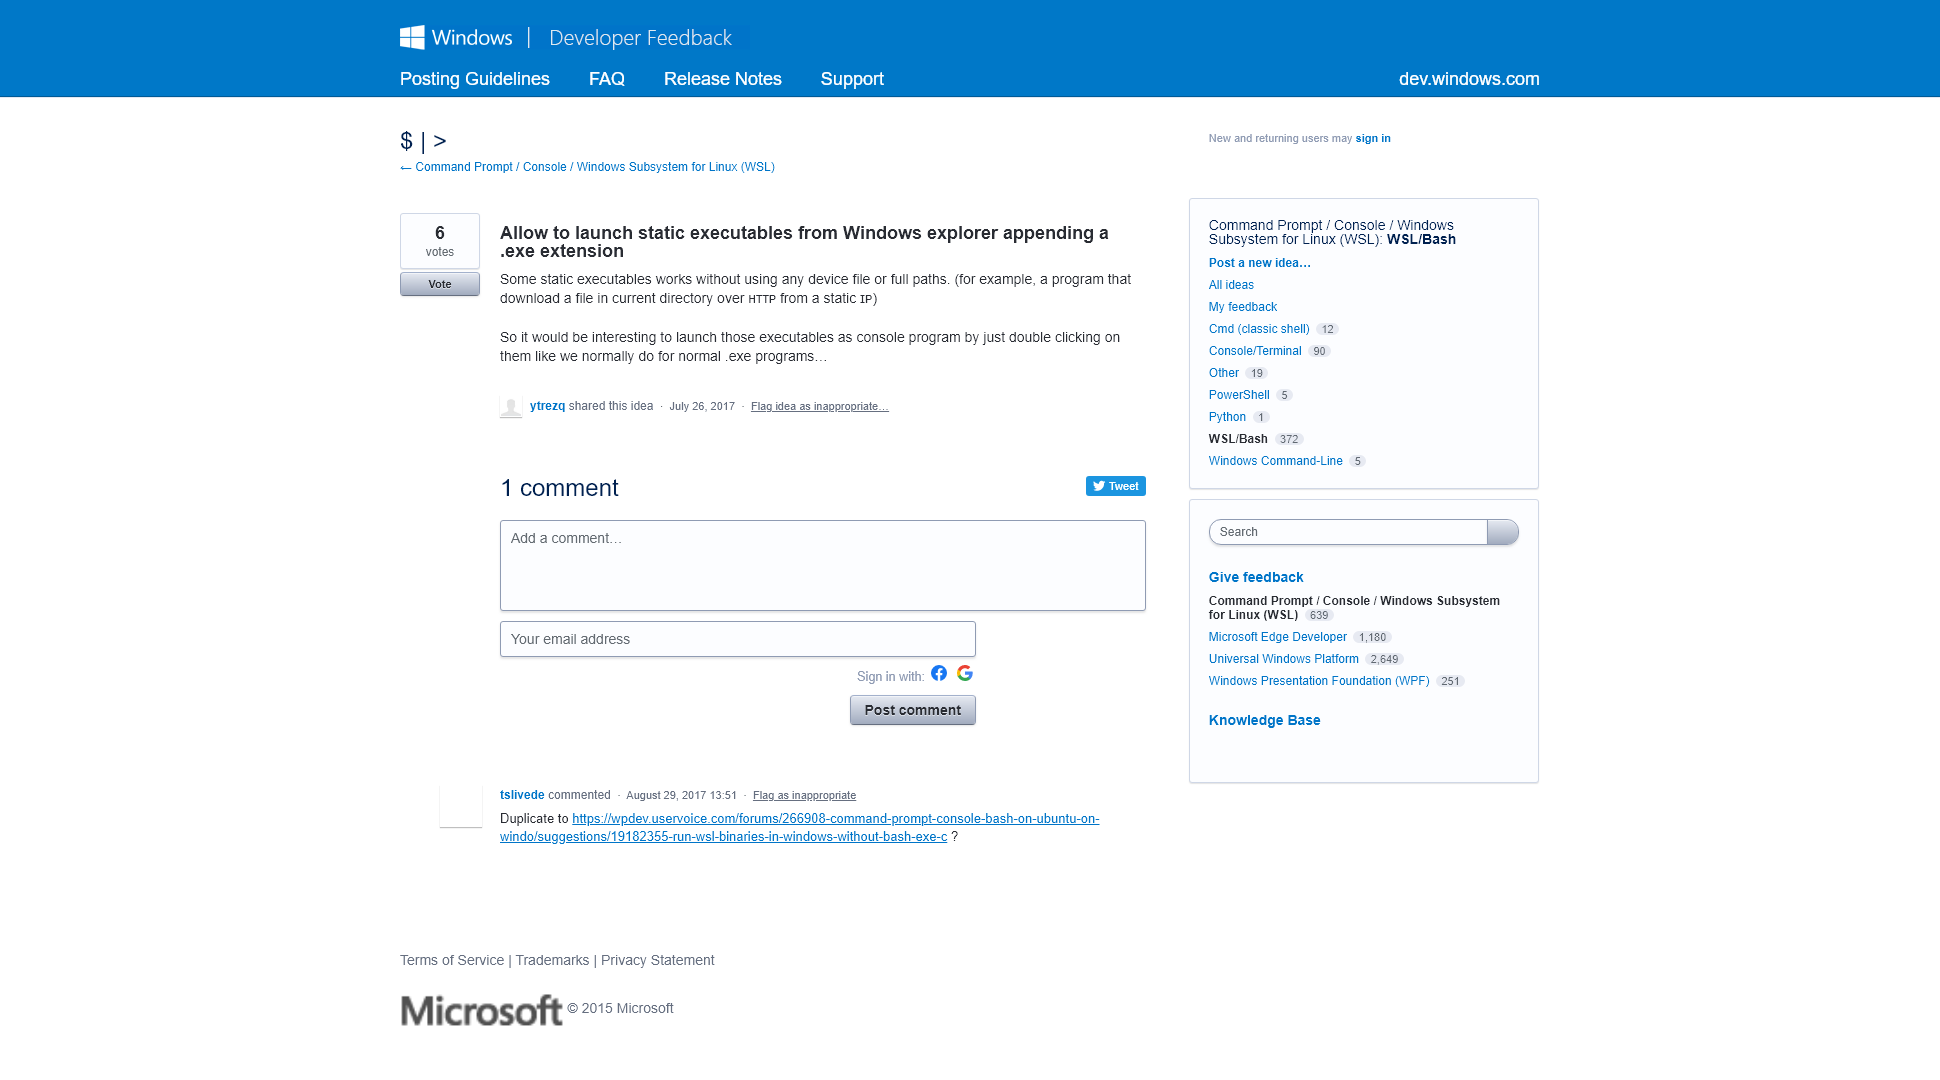 Windows | Developer Feedback
Posting Guidelines FAQ Release Notes Support dev.windows.com
$ | >
← Command Prompt / Console / Windows Subsystem for Linux (WSL)
New and returning users may sign in
6
votes
Vote
Allow to launch static executables from Windows explorer appending a
.exe extension
Some static executables works without using any device file or full paths. (for example, a program that
download a file in current directory over HTTP from a static IP)
So it would be interesting to launch those executables as console program by just double clicking on
them like we normally do for normal .exe programs…
ytrezq shared this idea · July 26, 2017 · Flag idea as inappropriate…
1 comment
Tweet
Add a comment…
Your email address
Sign in with:
Post comment
tslivede commented · August 29, 2017 13:51 · Flag as inappropriate
Duplicate to https://wpdev.uservoice.com/forums/266908-command-prompt-console-bash-on-ubuntu-on-
windo/suggestions/19182355-run-wsl-binaries-in-windows-without-bash-exe-c ?
Command Prompt / Console / Windows
Subsystem for Linux (WSL): WSL/Bash
Post a new idea…
All ideas
My feedback
Cmd (classic shell) 12
Console/Terminal 90
Other 19
PowerShell 5
Python 1
WSL/Bash 372
Windows Command-Line 5
Search
Give feedback
Command Prompt / Console / Windows Subsystem
for Linux (WSL) 639
Microsoft Edge Developer 1,180
Universal Windows Platform 2,649
Windows Presentation Foundation (WPF) 251
Knowledge Base
Terms of Service | Trademarks | Privacy Statement
Microsoft © 2015 Microsoft